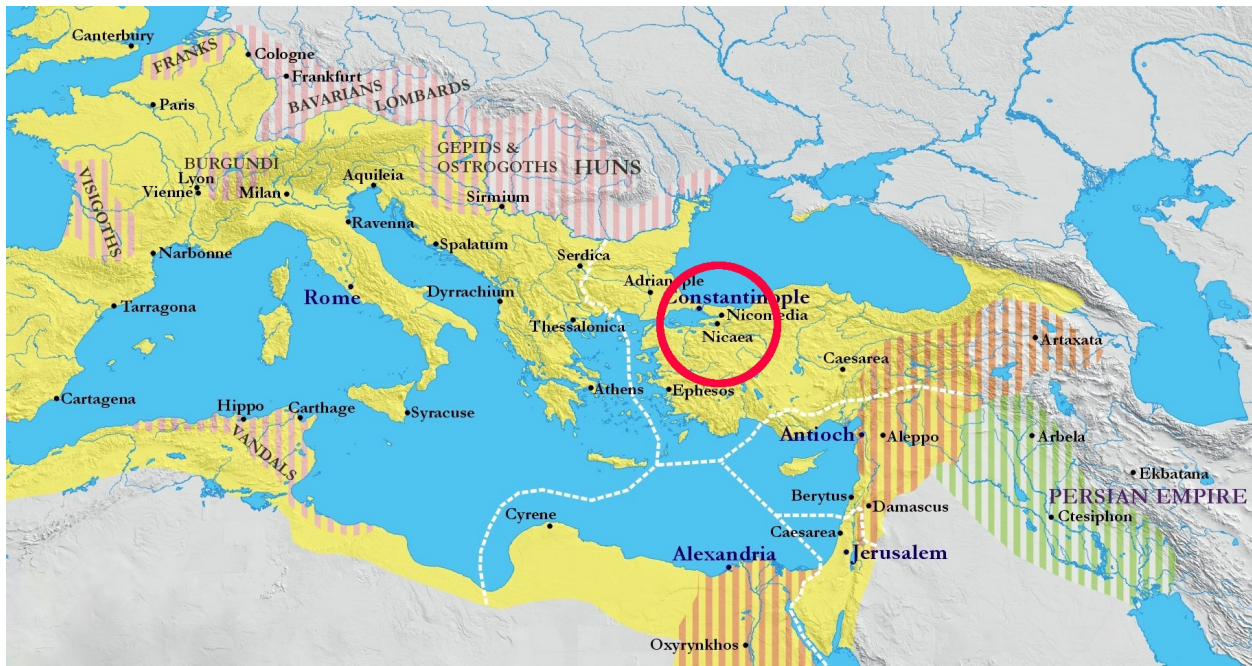 Canterbury
FRANKS
Cologne
Frankfurt
BAVARIANS
LOMBARDS
Paris
BURGUNDI
Lyon
Vienne
Milan
GEPIDS &
OSTROGOTHS
HUNS
VISIGOTHS
Aquileia
Sirmium
Ravenna
Narbonne
Spalatum
Serdica
Tarragona
Rome
Dyrrachium
Adrianople
Constantinople
Nicomedia
Nicaea
Thessalonica
Artaxata
Caesarea
Athens
Ephesos
Cartagena
Hippo
Carthage
Syracuse
VANDALS
Antioch
Aleppo
Arbela
Ekbatana
Berytus
Damascus
PERSIAN EMPIRE
Ctesiphon
Cyrene
Caesarea
Alexandria
Jerusalem
Oxyrynkhos